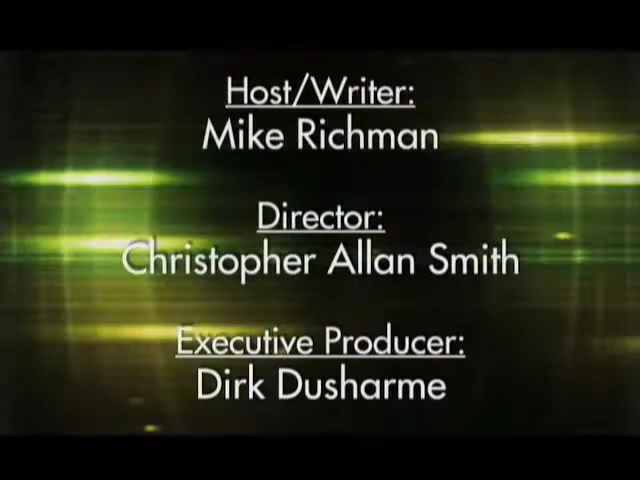 Host/Writer:
Mike Richman
Director:
Christopher Allan Smith
Executive Producer:
Dirk Dusharme